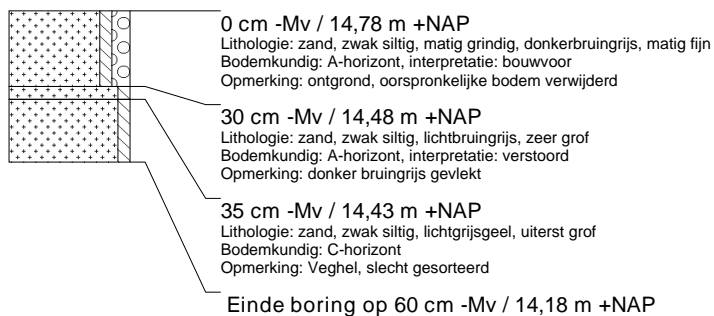 0 cm -Mv / 14,78 m +NAP
Lithologie: zand, zwak siltig, matig grindig, donkerbruingrijs, matig fijn
Bodemkundig: A-horizont, interpretatie: bouwvoor
Opmerking: ontgrond, oorspronkelijke bodem verwijderd
30 cm -Mv / 14,48 m +NAP
Lithologie: zand, zwak siltig, lichtbruingrijs, zeer grof
Bodemkundig: A-horizont, interpretatie: verstoord
Opmerking: donker bruingrijs gevlekt
35 cm -Mv / 14,43 m +NAP
Lithologie: zand, zwak siltig, lichtgrijsgeel, uiterst grof
Bodemkundig: C-horizont
Opmerking: Veghel, slecht gesorteerd
Einde boring op 60 cm -Mv / 14,18 m +NAP